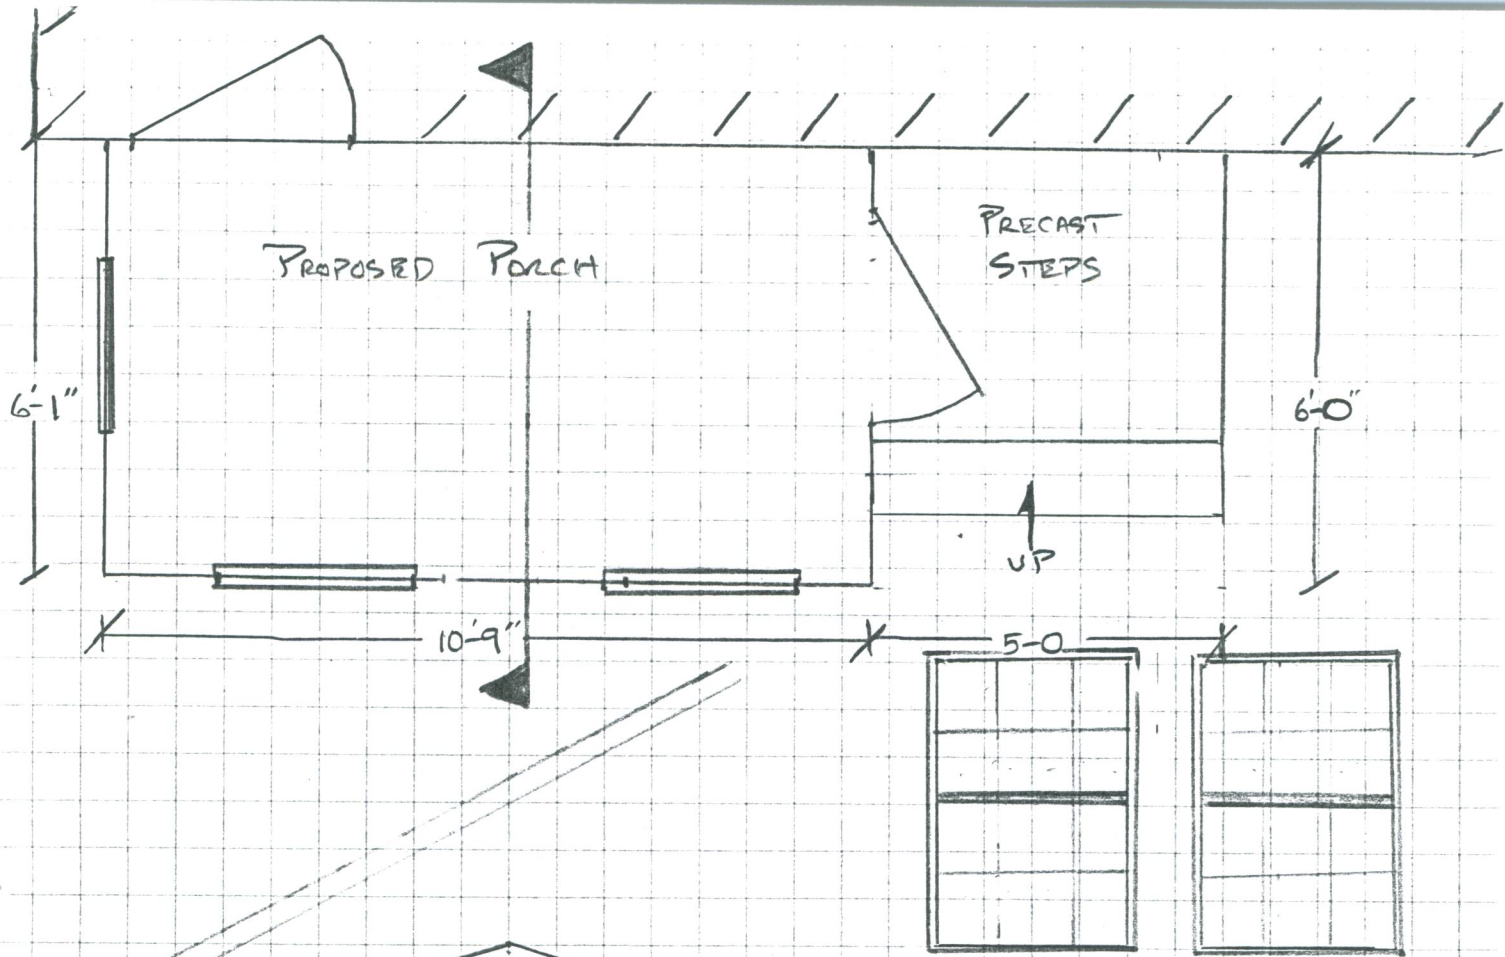 PROPOSED PORCH
PRECAST
STEPS
6'-1"
6'-0"
UP
10'-9"
5-0